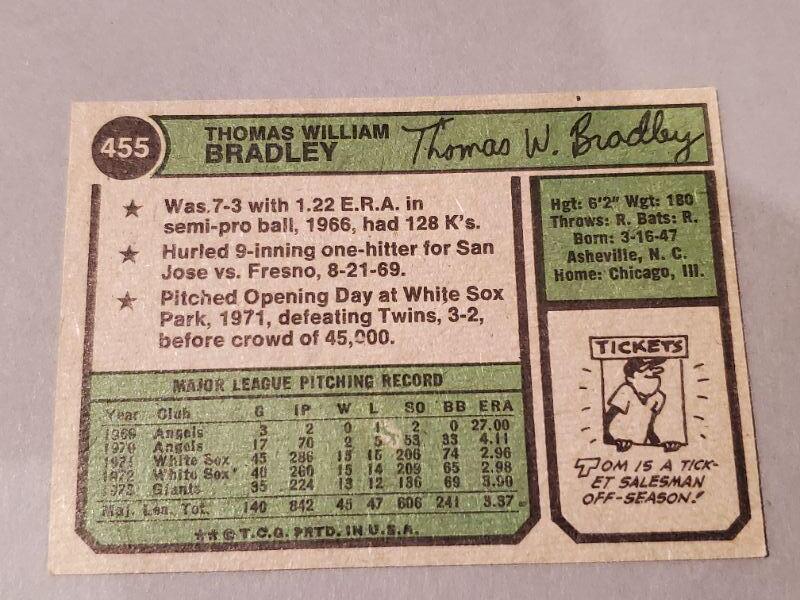 455
THOMAS WILLIAM
BRADLEY
Thomas W. Bradley
★ Was.7-3 with 1.22 E.R.A. in
semi-pro ball, 1966, had 128 K's.
★ Hurled 9-inning one-hitter for San
Jose vs. Fresno, 8-21-69.
★ Pitched Opening Day at White Sox
Park, 1971, defeating Twins, 3-2,
before crowd of 45,000.
Hgt: 6'2" Wgt: 180
Throws: R. Bats: R.
Born: 3-16-47
Asheville, N. C.
Home: Chicago, Ill.
MAJOR LEAGUE PITCHING RECORD
Year Club G IP W L SO BB ERA
1969 Angels 3 2 0 1 2 0 27.00
1970 Angels 17 70 2 5 53 33 4.11
1971 White Sox 45 286 15 15 206 74 2.96
1972 White Sox 40 260 15 14 209 65 2.98
1973 Giants 35 224 13 12 136 69 3.90
Maj. Lea. Tot. 140 842 45 47 606 241 3.37
★★ © T.C.G. PRTD. IN U.S.A.
TICKETS
TOM IS A TICK-
ET SALESMAN
OFF-SEASON!